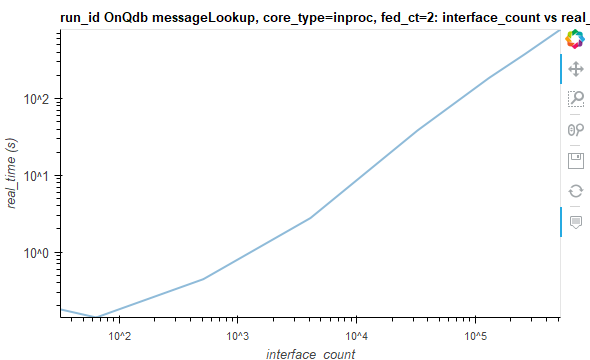 run_id OnQdb messageLookup, core_type=inproc, fed_ct=2: interface_count vs real_
10^2
10^1
10^0
real_time (s)
10^2 10^3 10^4 10^5
interface_count